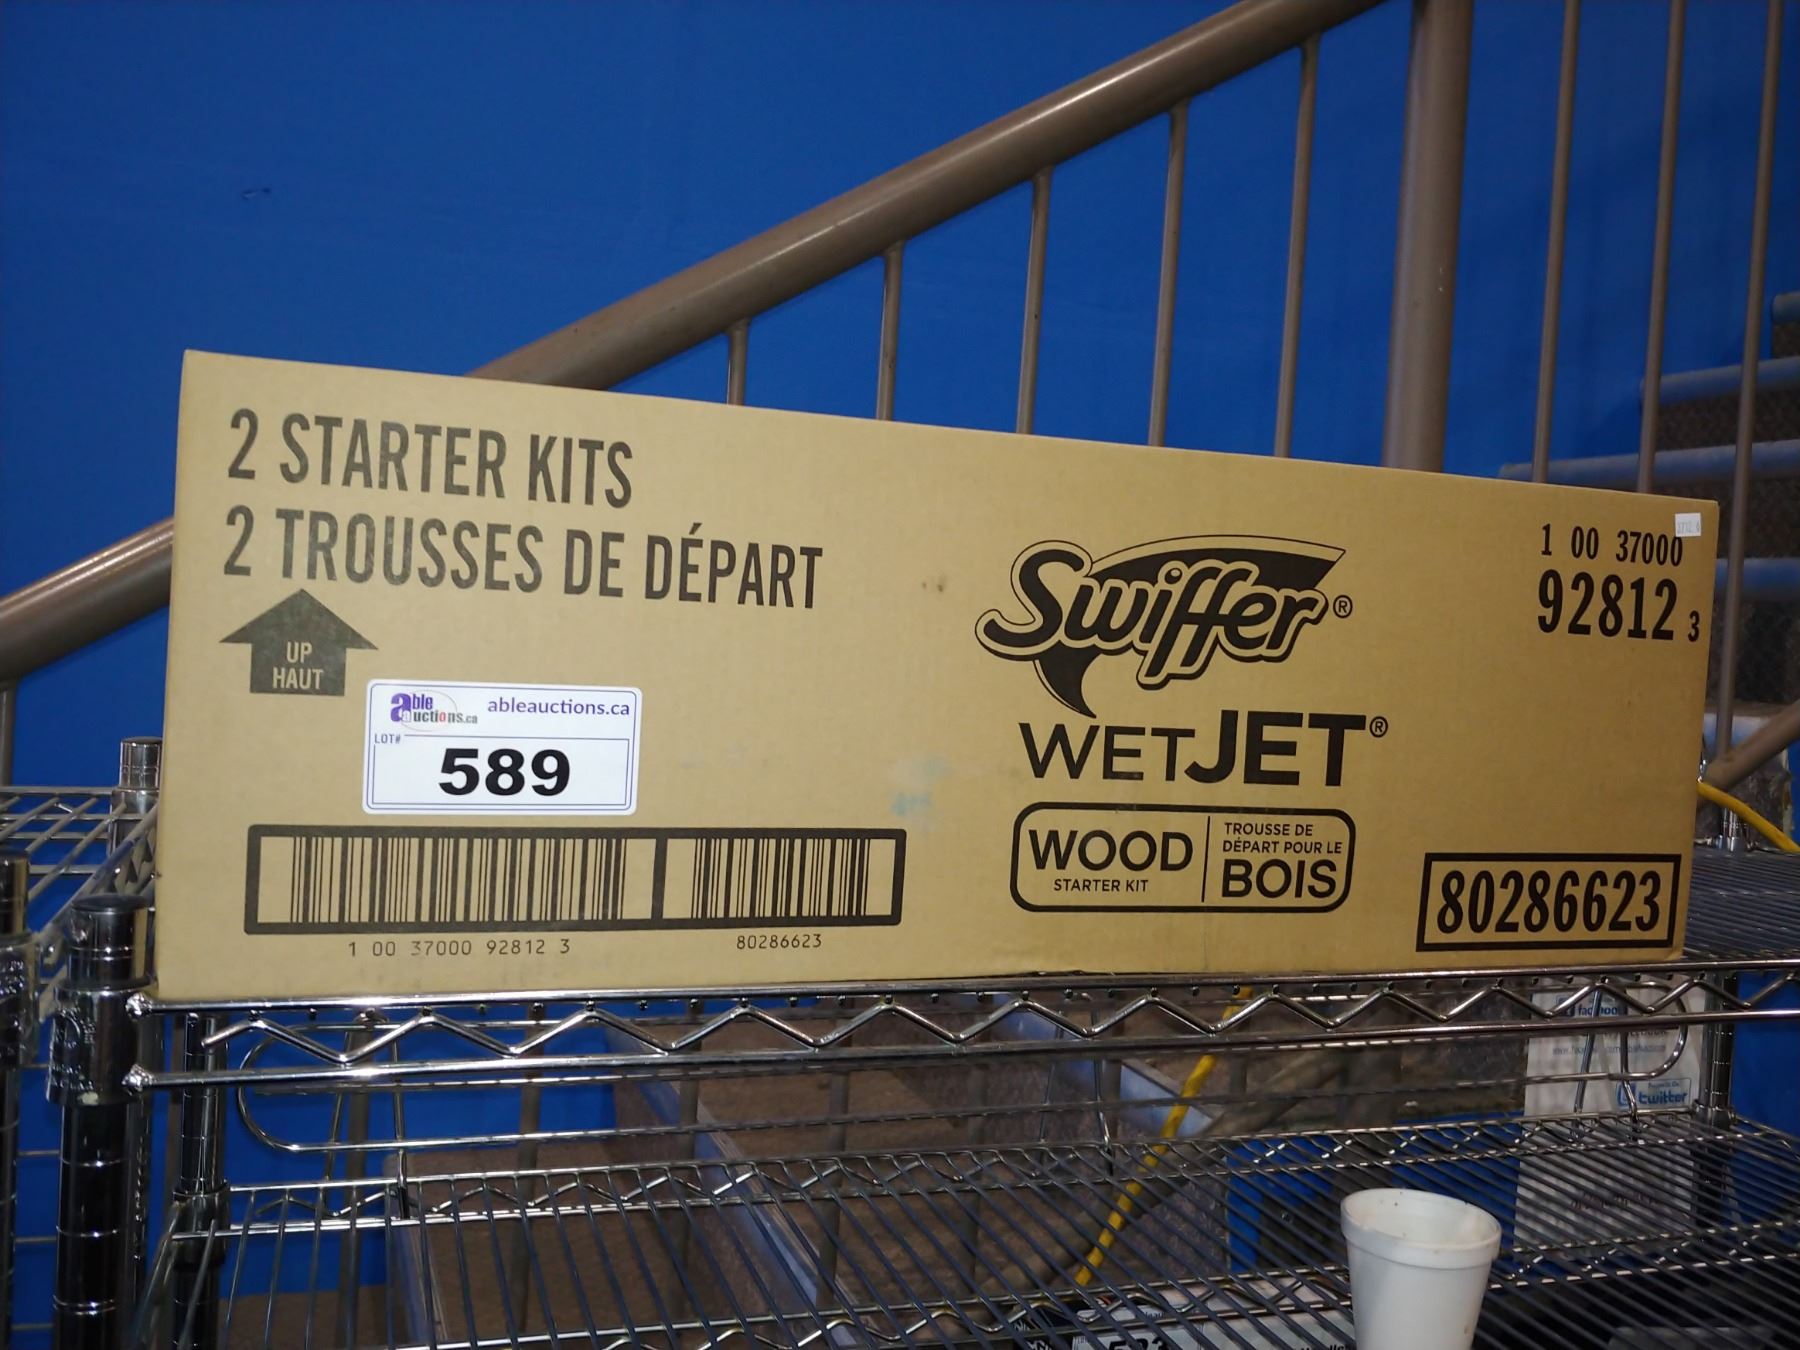 2 STARTER KITS
2 TROUSSES DE DÉPART
UP
HAUT
able
auctions.ca
ableauctions.ca
LOT#
589
1 00 37000 92812 3
80286623
Swiffer®
WETJET®
WOOD
STARTER KIT
TROUSSE DE
DÉPART POUR LE
BOIS
1 00 37000
92812 3
80286623
twitter